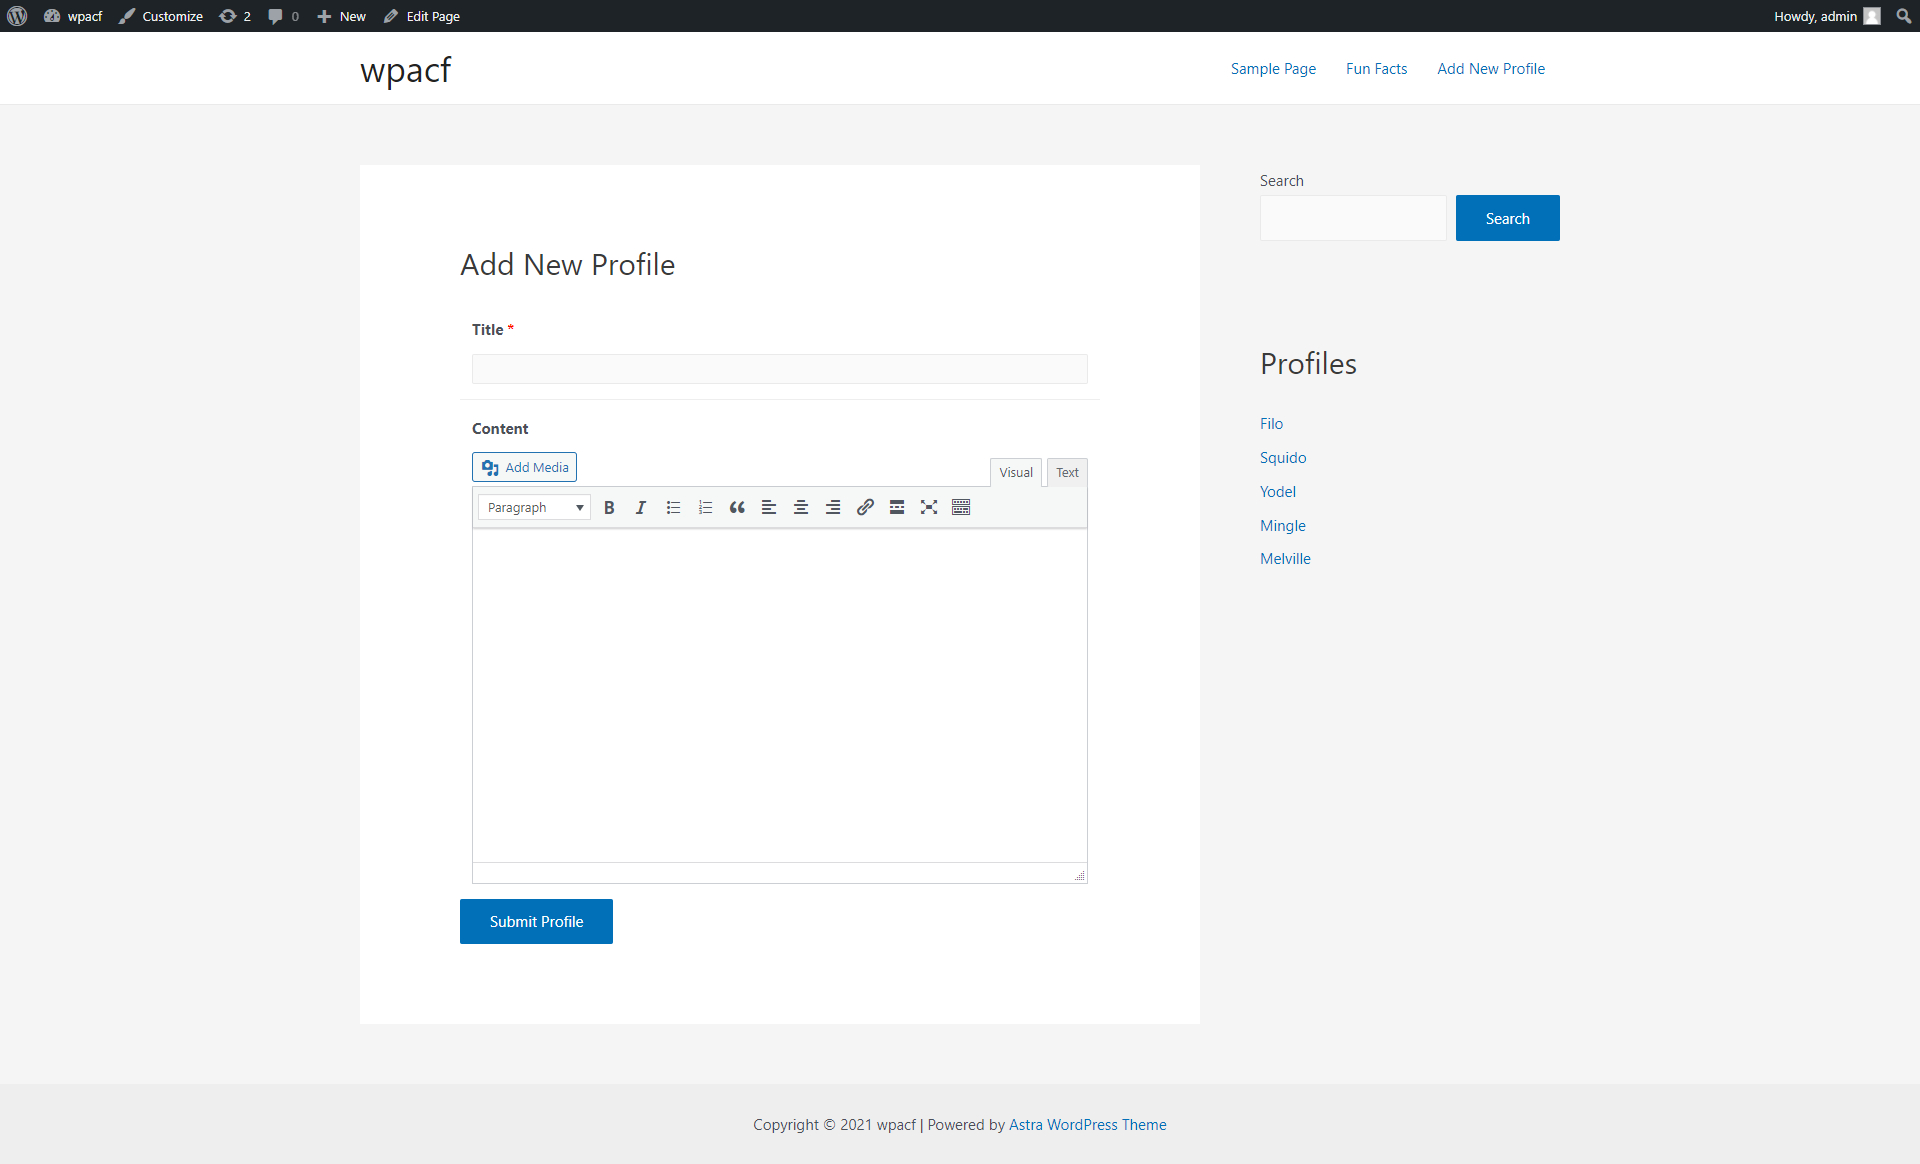 wpacf Customize 2 0 New Edit Page Howdy, admin
wpacf
Sample Page Fun Facts Add New Profile
Add New Profile
Title *
Content
Add Media
Visual Text
Paragraph
Submit Profile
Search
Search
Profiles
Filo
Squido
Yodel
Mingle
Melville
Copyright © 2021 wpacf | Powered by Astra WordPress Theme